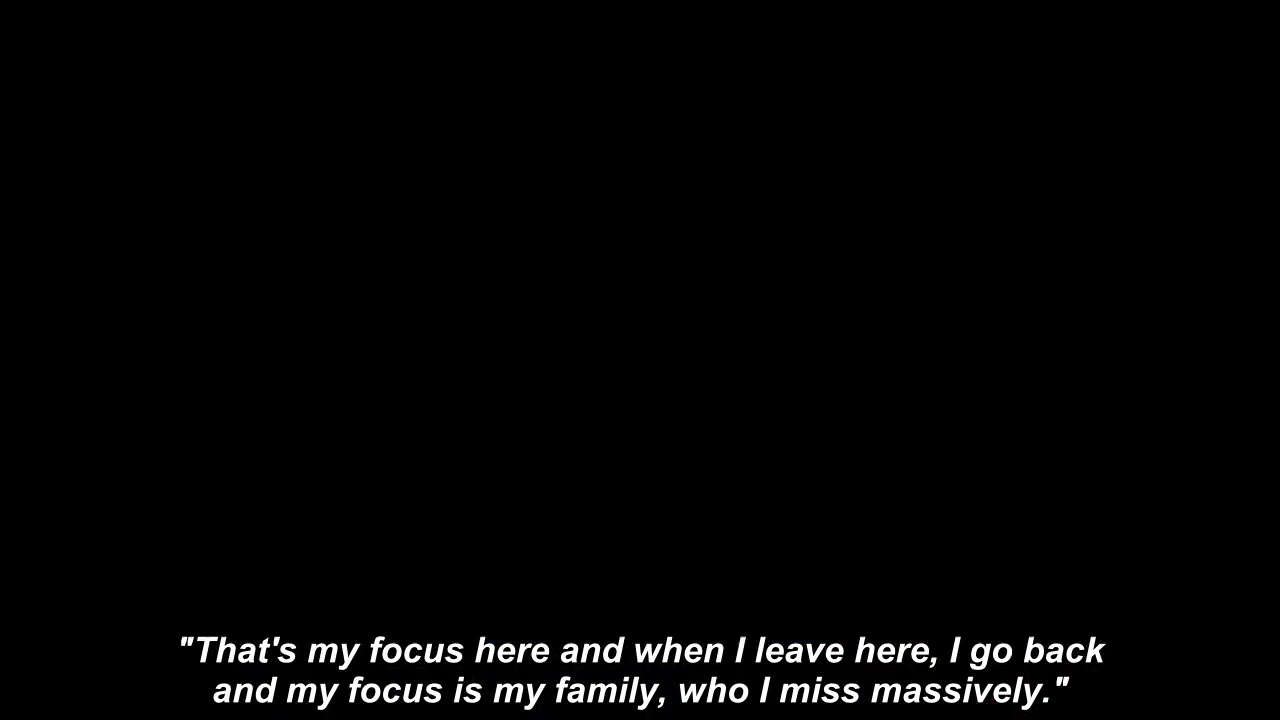 "That's my focus here and when I leave here, I go back
and my focus is my family, who I miss massively."